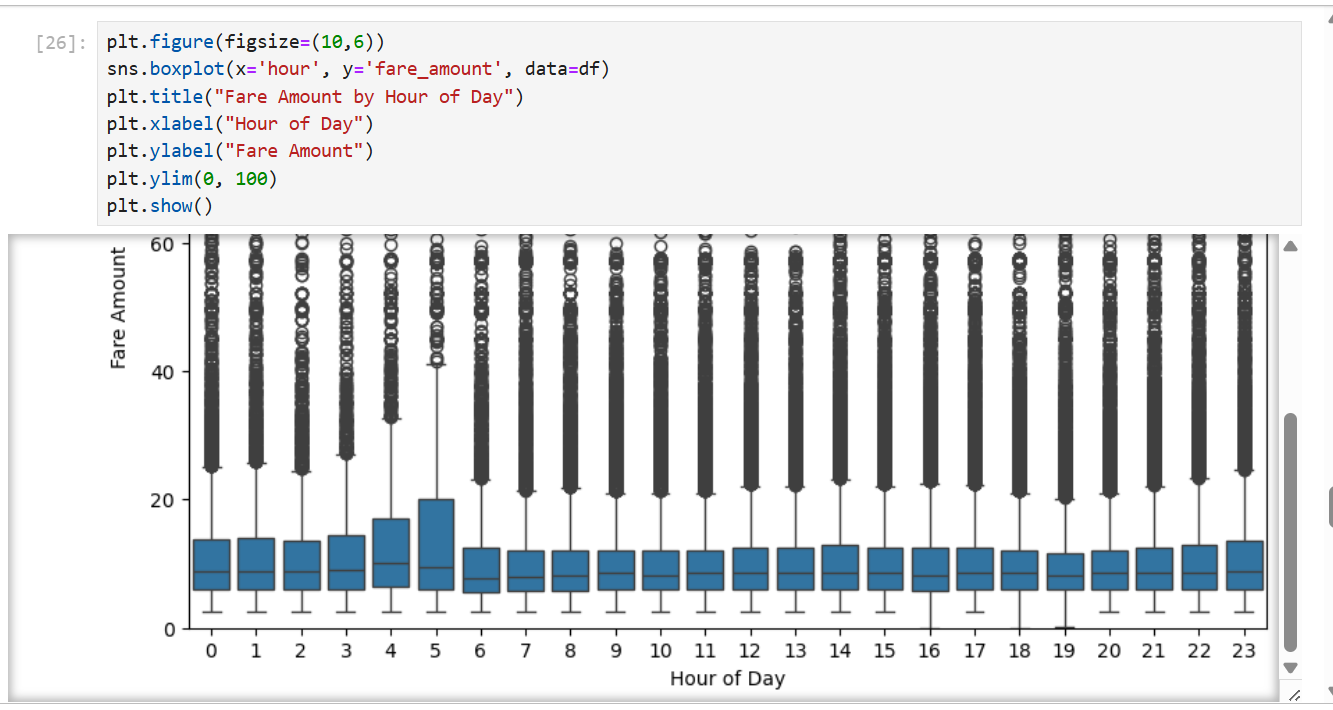 [26]:
plt.figure(figsize=(10,6))
sns.boxplot(x='hour', y='fare_amount', data=df)
plt.title("Fare Amount by Hour of Day")
plt.xlabel("Hour of Day")
plt.ylabel("Fare Amount")
plt.ylim(0, 100)
plt.show()
Fare Amount
60
40
20
0
0 1 2 3 4 5 6 7 8 9 10 11 12 13 14 15 16 17 18 19 20 21 22 23
Hour of Day